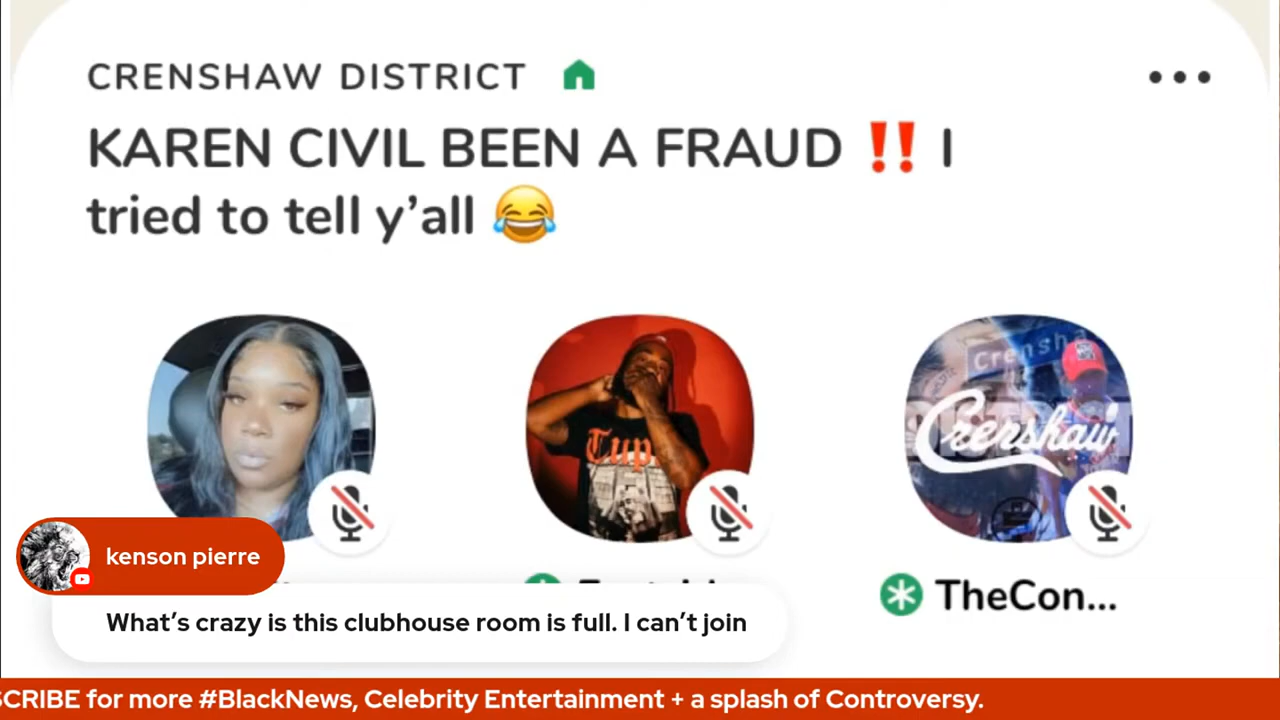 CRENSHAW DISTRICT
KAREN CIVIL BEEN A FRAUD ‼️ I
tried to tell y’all 😂
Crensha
Tup
Crenshaw
kenson pierre
TheCon...
What’s crazy is this clubhouse room is full. I can’t join
SCRIBE for more #BlackNews, Celebrity Entertainment + a splash of Controversy.